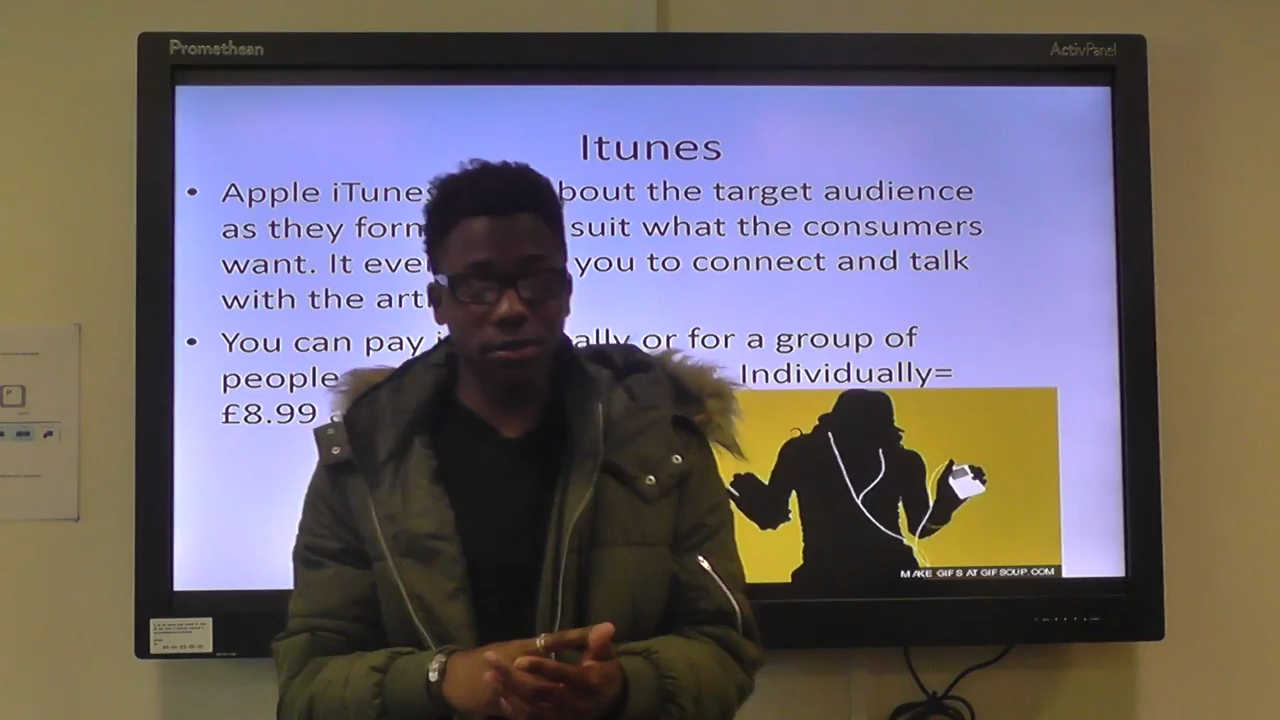 Promethean
ActivPanel
Itunes
• Apple iTunes bout the target audience
as they form suit what the consumers
want. It eve you to connect and talk
with the art
• You can pay ally or for a group of
people Individually=
£8.99
MAKE GIFS AT GIFSOUP.COM
P